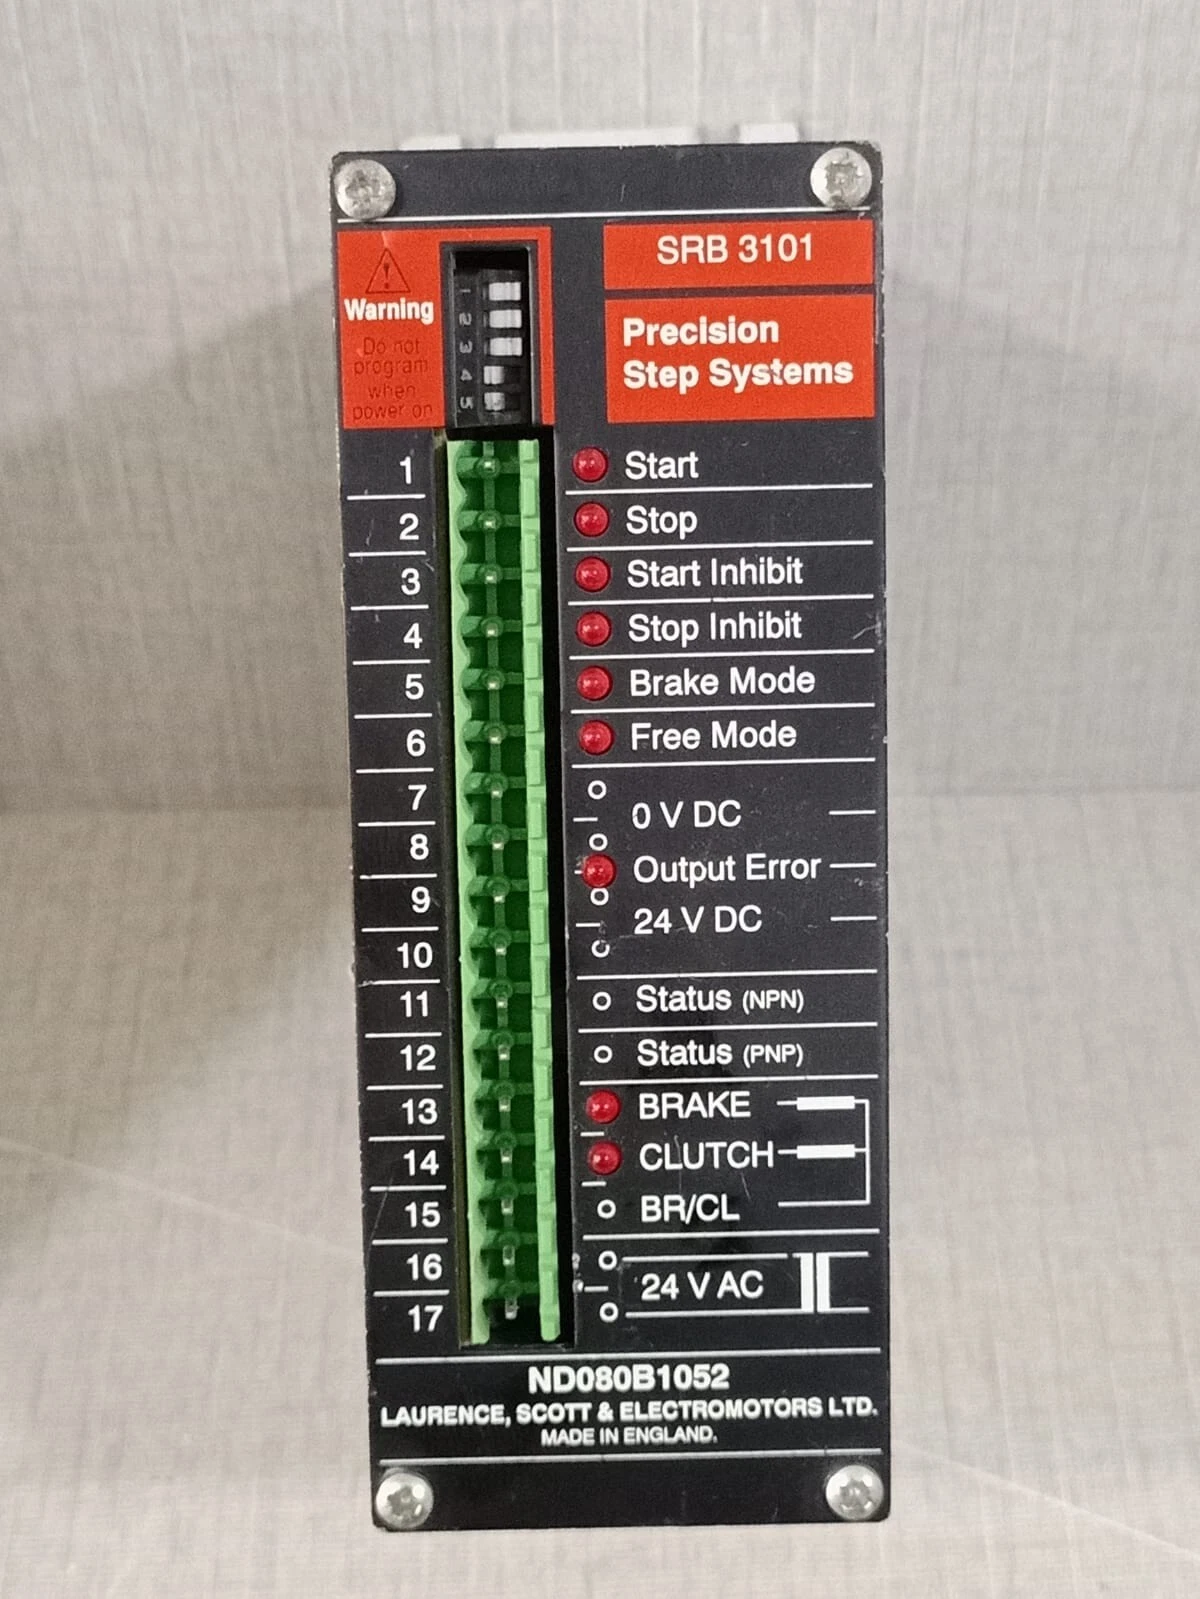 SRB 3101
Warning
Do not
program
when
power on
1
2
3
4
5
Precision
Step Systems
1 Start
2 Stop
3 Start Inhibit
4 Stop Inhibit
5 Brake Mode
6 Free Mode
7
0 V DC
8
Output Error
9
24 V DC
10
11 Status (NPN)
12 Status (PNP)
13 BRAKE
14 CLUTCH
15 BR/CL
16
24 V AC
17
ND080B1052
LAURENCE, SCOTT & ELECTROMOTORS LTD.
MADE IN ENGLAND.